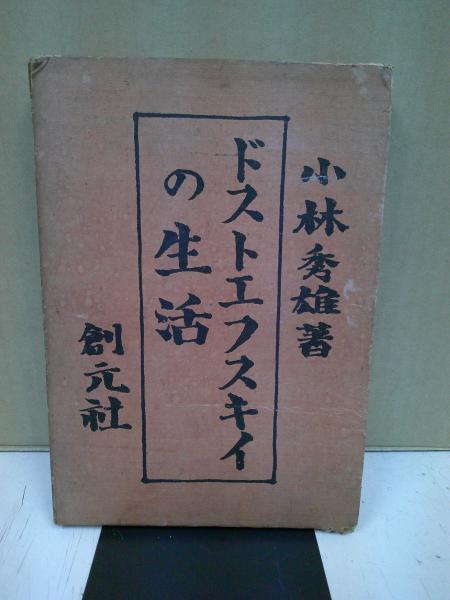 小林秀雄著
ドストエフスキイ
の生活
創元社